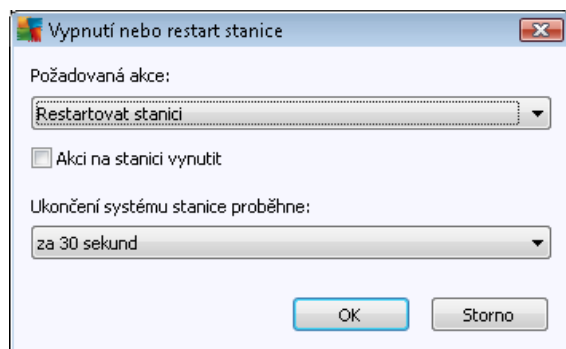 Vypnutí nebo restart stanice
Požadovaná akce:
Restartovat stanici
Akci na stanici vynutit
Ukončení systému stanice proběhne:
za 30 sekund
OK
Storno